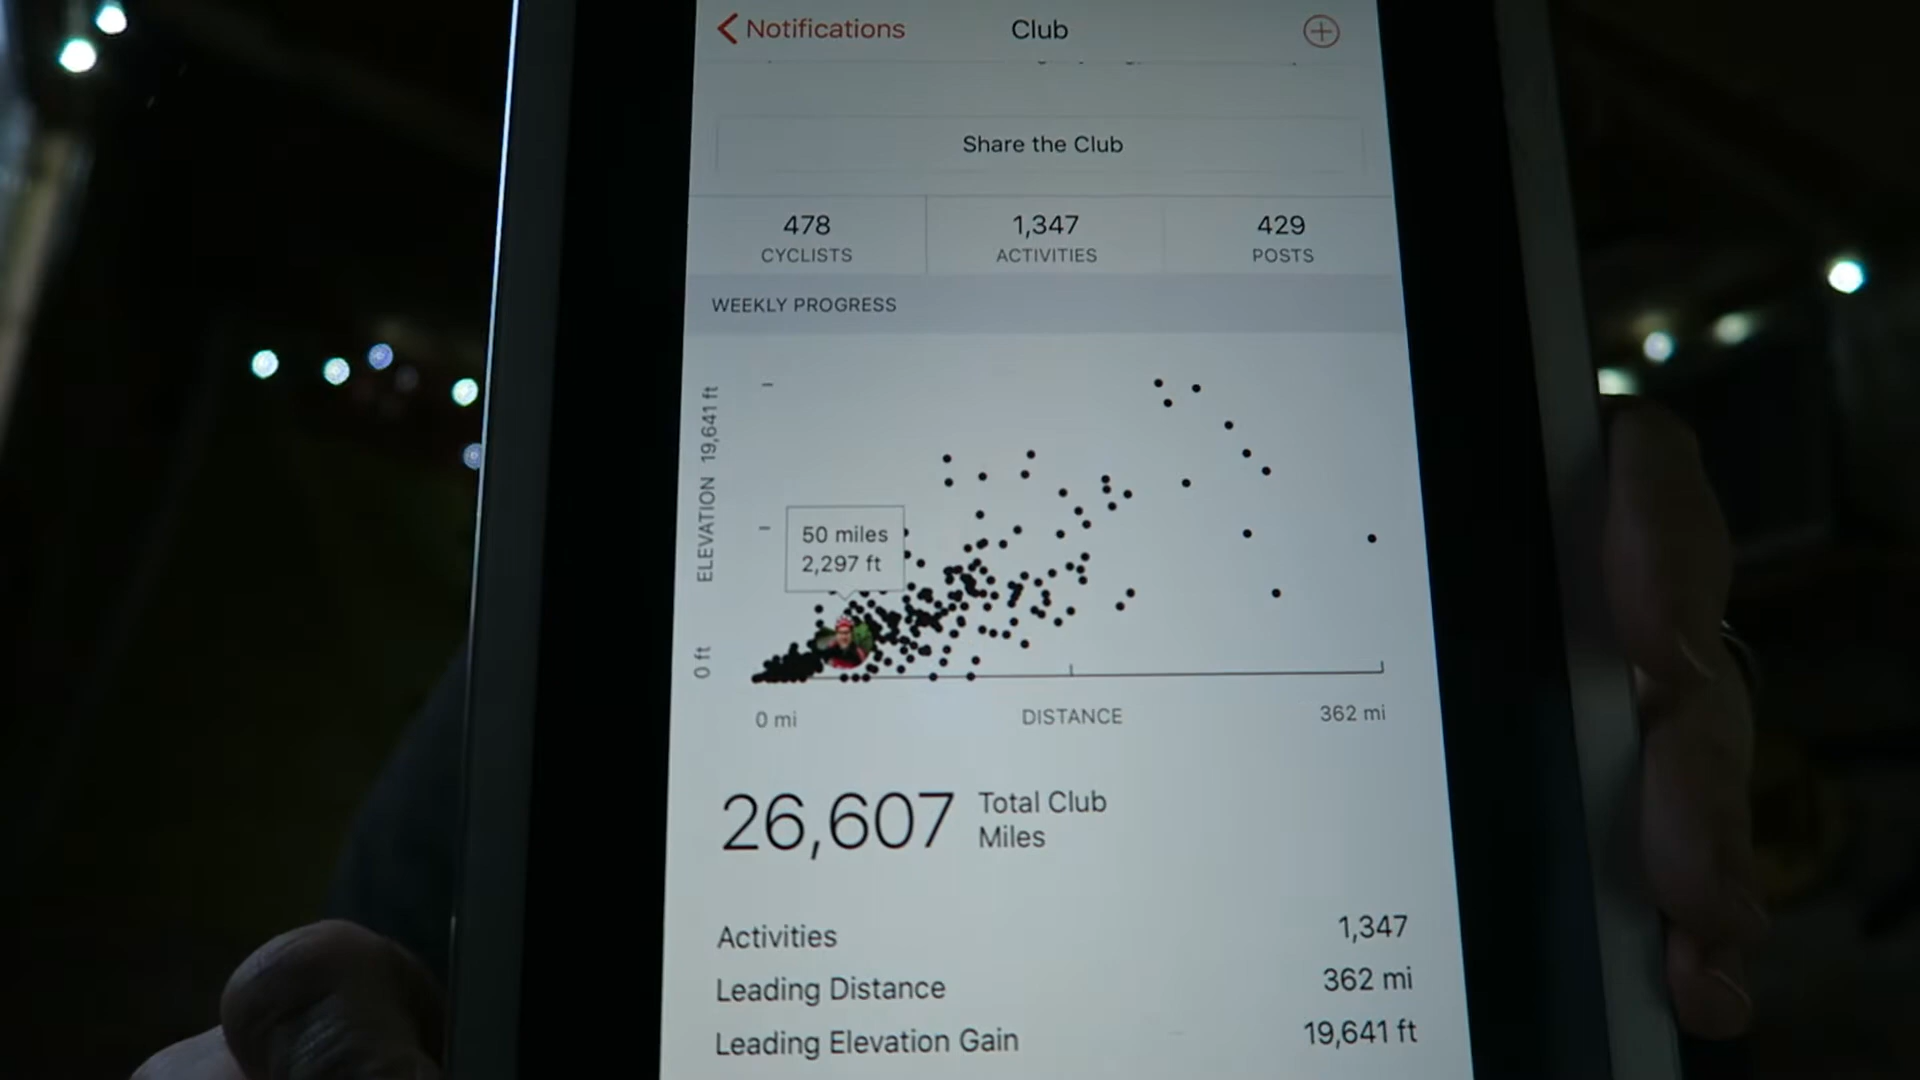 Notifications
Club
Share the Club
478
1,347
429
CYCLISTS
ACTIVITIES
POSTS
WEEKLY PROGRESS
ELEVATION 19,641 ft
0 ft
50 miles
2,297 ft
0 mi
DISTANCE
362 mi
26,607
Total Club
Miles
Activities
1,347
Leading Distance
362 mi
Leading Elevation Gain
19,641 ft